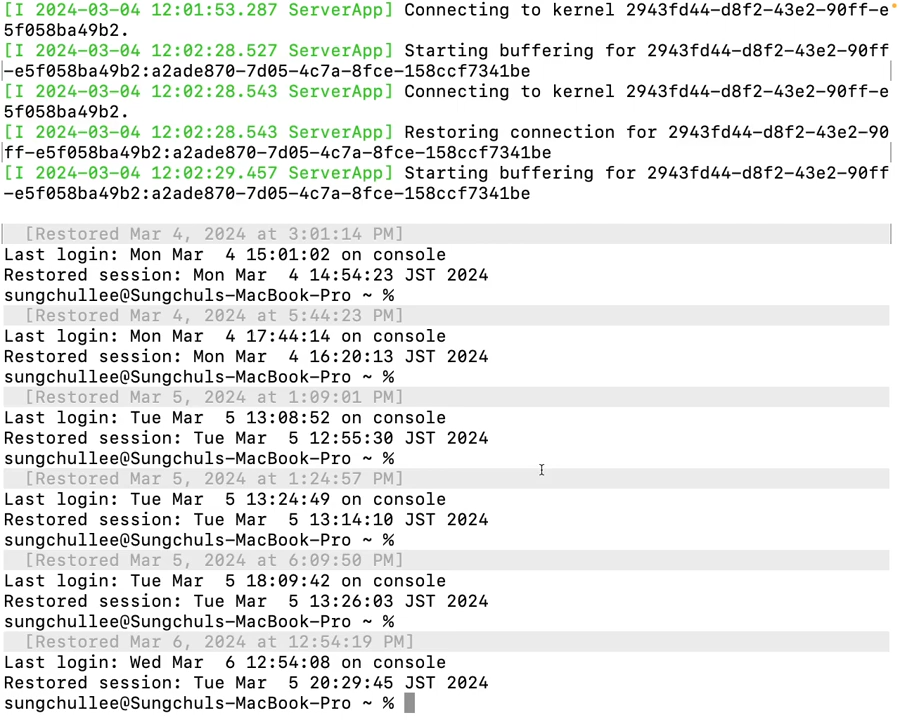 [I 2024-03-04 12:01:53.287 ServerApp] Connecting to kernel 2943fd44-d8f2-43e2-90ff-e
5f058ba49b2.
[I 2024-03-04 12:02:28.527 ServerApp] Starting buffering for 2943fd44-d8f2-43e2-90ff
-e5f058ba49b2:a2ade870-7d05-4c7a-8fce-158ccf7341be
[I 2024-03-04 12:02:28.543 ServerApp] Connecting to kernel 2943fd44-d8f2-43e2-90ff-e
5f058ba49b2.
[I 2024-03-04 12:02:28.543 ServerApp] Restoring connection for 2943fd44-d8f2-43e2-90
ff-e5f058ba49b2:a2ade870-7d05-4c7a-8fce-158ccf7341be
[I 2024-03-04 12:02:29.457 ServerApp] Starting buffering for 2943fd44-d8f2-43e2-90ff
-e5f058ba49b2:a2ade870-7d05-4c7a-8fce-158ccf7341be
[Restored Mar 4, 2024 at 3:01:14 PM]
Last login: Mon Mar  4 15:01:02 on console
Restored session: Mon Mar  4 14:54:23 JST 2024
sungchullee@Sungchuls-MacBook-Pro ~ %
[Restored Mar 4, 2024 at 5:44:23 PM]
Last login: Mon Mar  4 17:44:14 on console
Restored session: Mon Mar  4 16:20:13 JST 2024
sungchullee@Sungchuls-MacBook-Pro ~ %
[Restored Mar 5, 2024 at 1:09:01 PM]
Last login: Tue Mar  5 13:08:52 on console
Restored session: Tue Mar  5 12:55:30 JST 2024
sungchullee@Sungchuls-MacBook-Pro ~ %
[Restored Mar 5, 2024 at 1:24:57 PM]
Last login: Tue Mar  5 13:24:49 on console
Restored session: Tue Mar  5 13:14:10 JST 2024
sungchullee@Sungchuls-MacBook-Pro ~ %
[Restored Mar 5, 2024 at 6:09:50 PM]
Last login: Tue Mar  5 18:09:42 on console
Restored session: Tue Mar  5 13:26:03 JST 2024
sungchullee@Sungchuls-MacBook-Pro ~ %
[Restored Mar 6, 2024 at 12:54:19 PM]
Last login: Wed Mar  6 12:54:08 on console
Restored session: Tue Mar  5 20:29:45 JST 2024
sungchullee@Sungchuls-MacBook-Pro ~ %